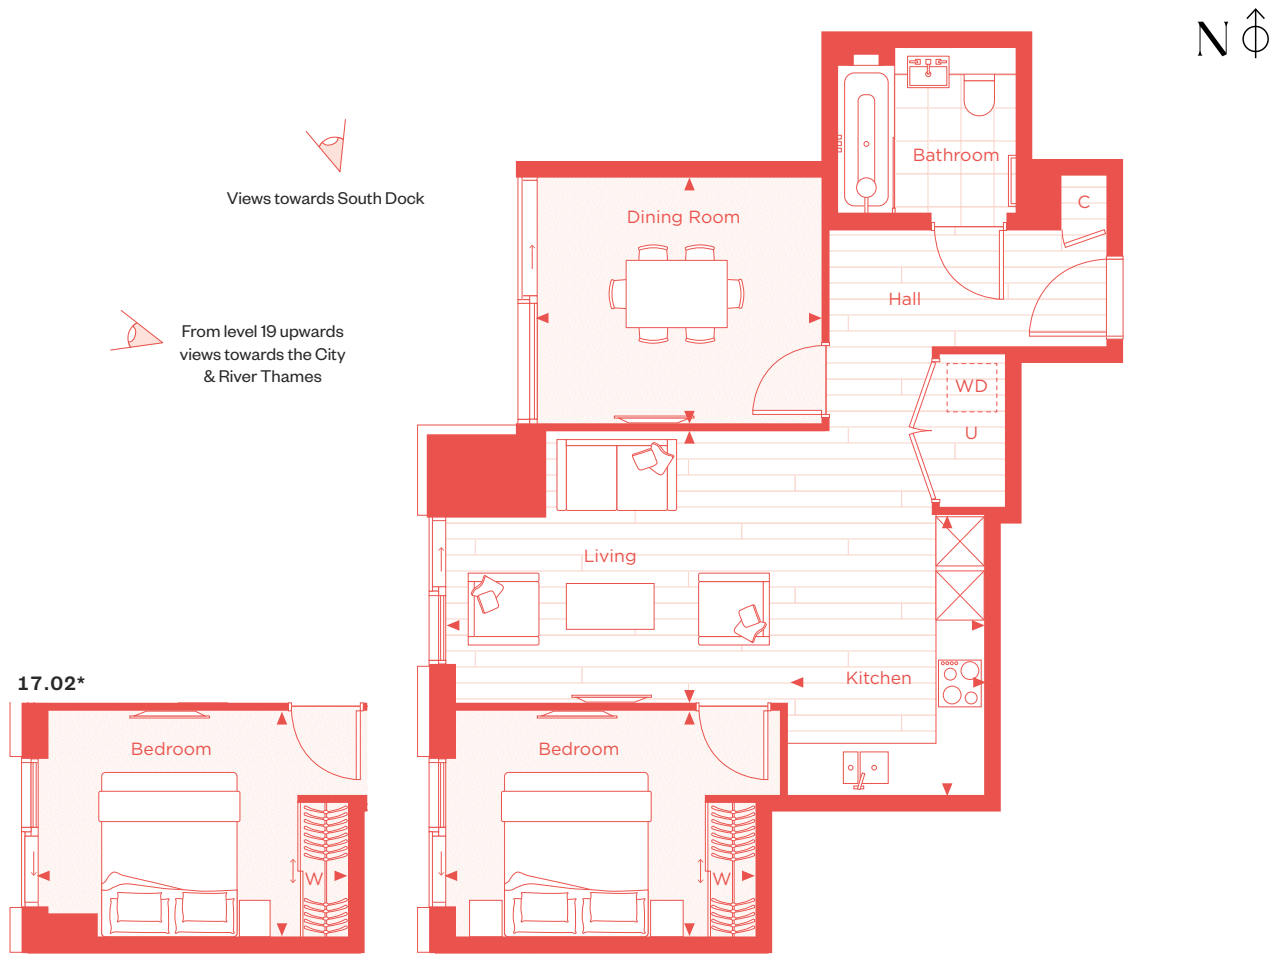 N
Bathroom
C
Views towards South Dock
Dining Room
Hall
From level 19 upwards
views towards the City
& River Thames
WD
U
Living
Kitchen
17.02*
Bedroom
W
Bedroom
W